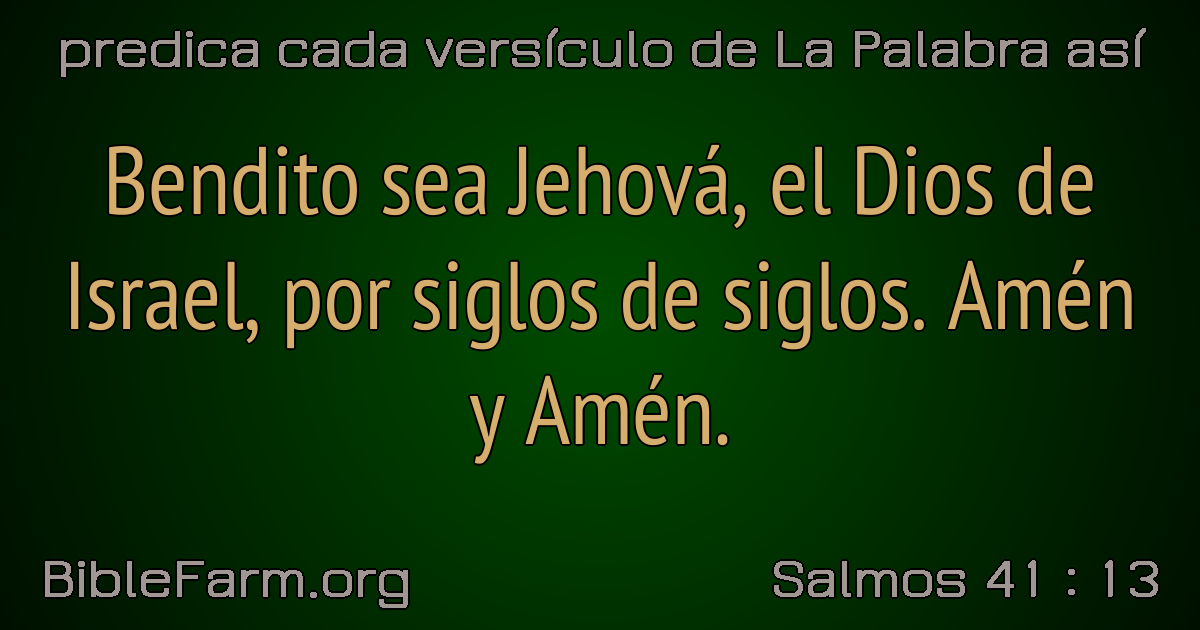 predica cada versículo de La Palabra así
Bendito sea Jehová, el Dios de
Israel, por siglos de siglos. Amén
y Amén.
BibleFarm.org
Salmos 41 : 13